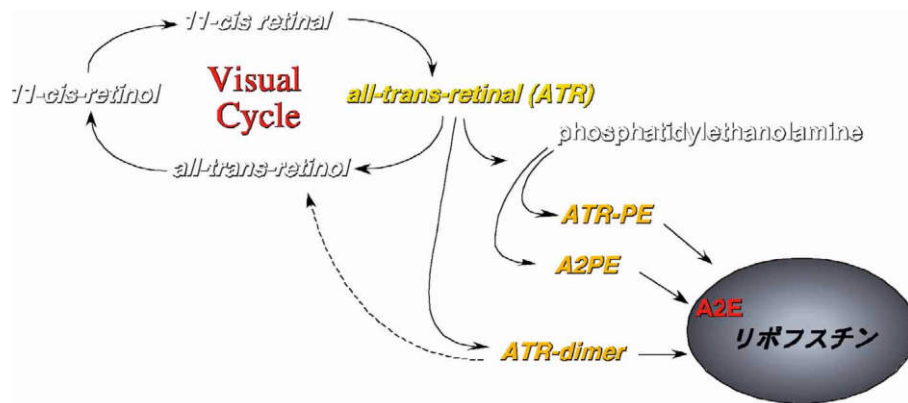 11-cis retinal
11-cis-retinol
Visual
Cycle
all-trans-retinal (ATR)
phosphatidylethanolamine
all-trans-retinol
ATR-PE
A2PE
A2E
リポフスチン
ATR-dimer